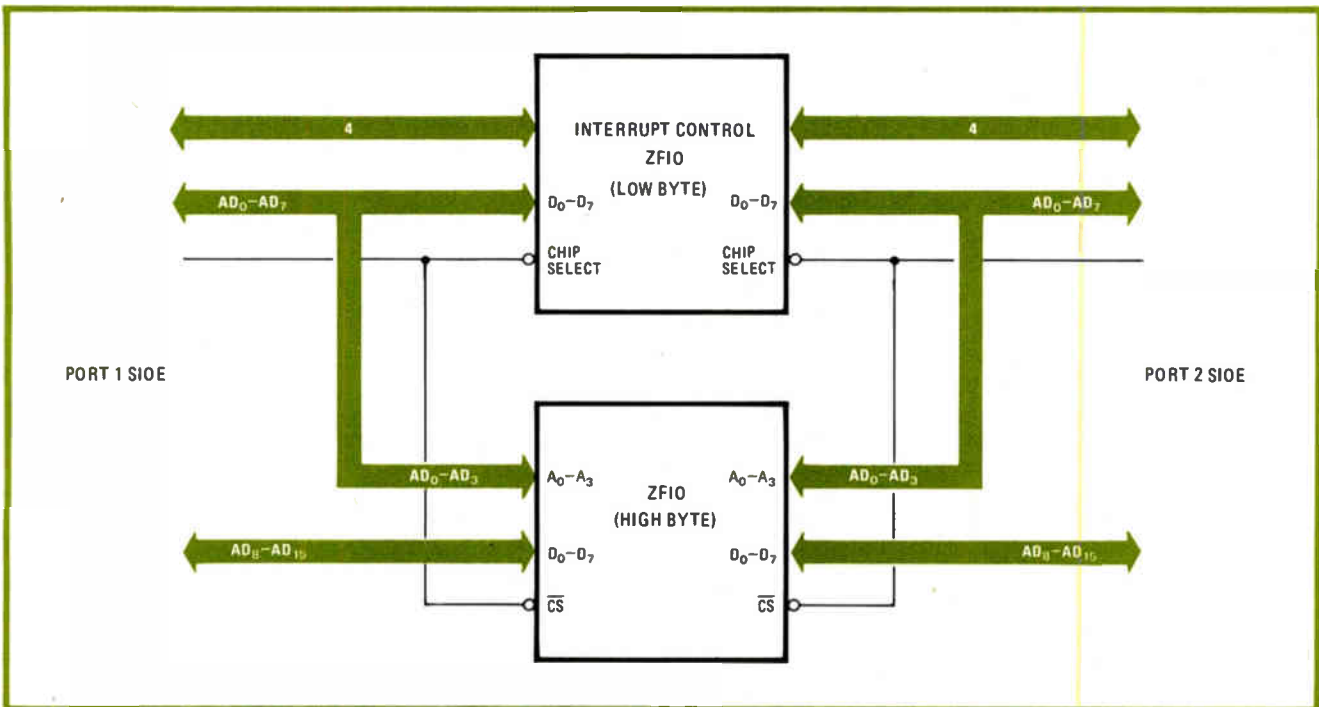 4
INTERRUPT CONTROL
ZFIO
(LOW BYTE)
4
AD₀–AD₇
D₀–D₇
D₀–D₇
AD₀–AD₇
CHIP
SELECT
CHIP
SELECT
PORT 1 SIOE
PORT 2 SIOE
AD₀–AD₃
A₀–A₃
ZFIO
(HIGH BYTE)
A₀–A₃
AD₀–AD₃
AD₈–AD₁₅
D₀–D₇
D₀–D₇
AD₈–AD₁₅
C̅S̅
C̅S̅